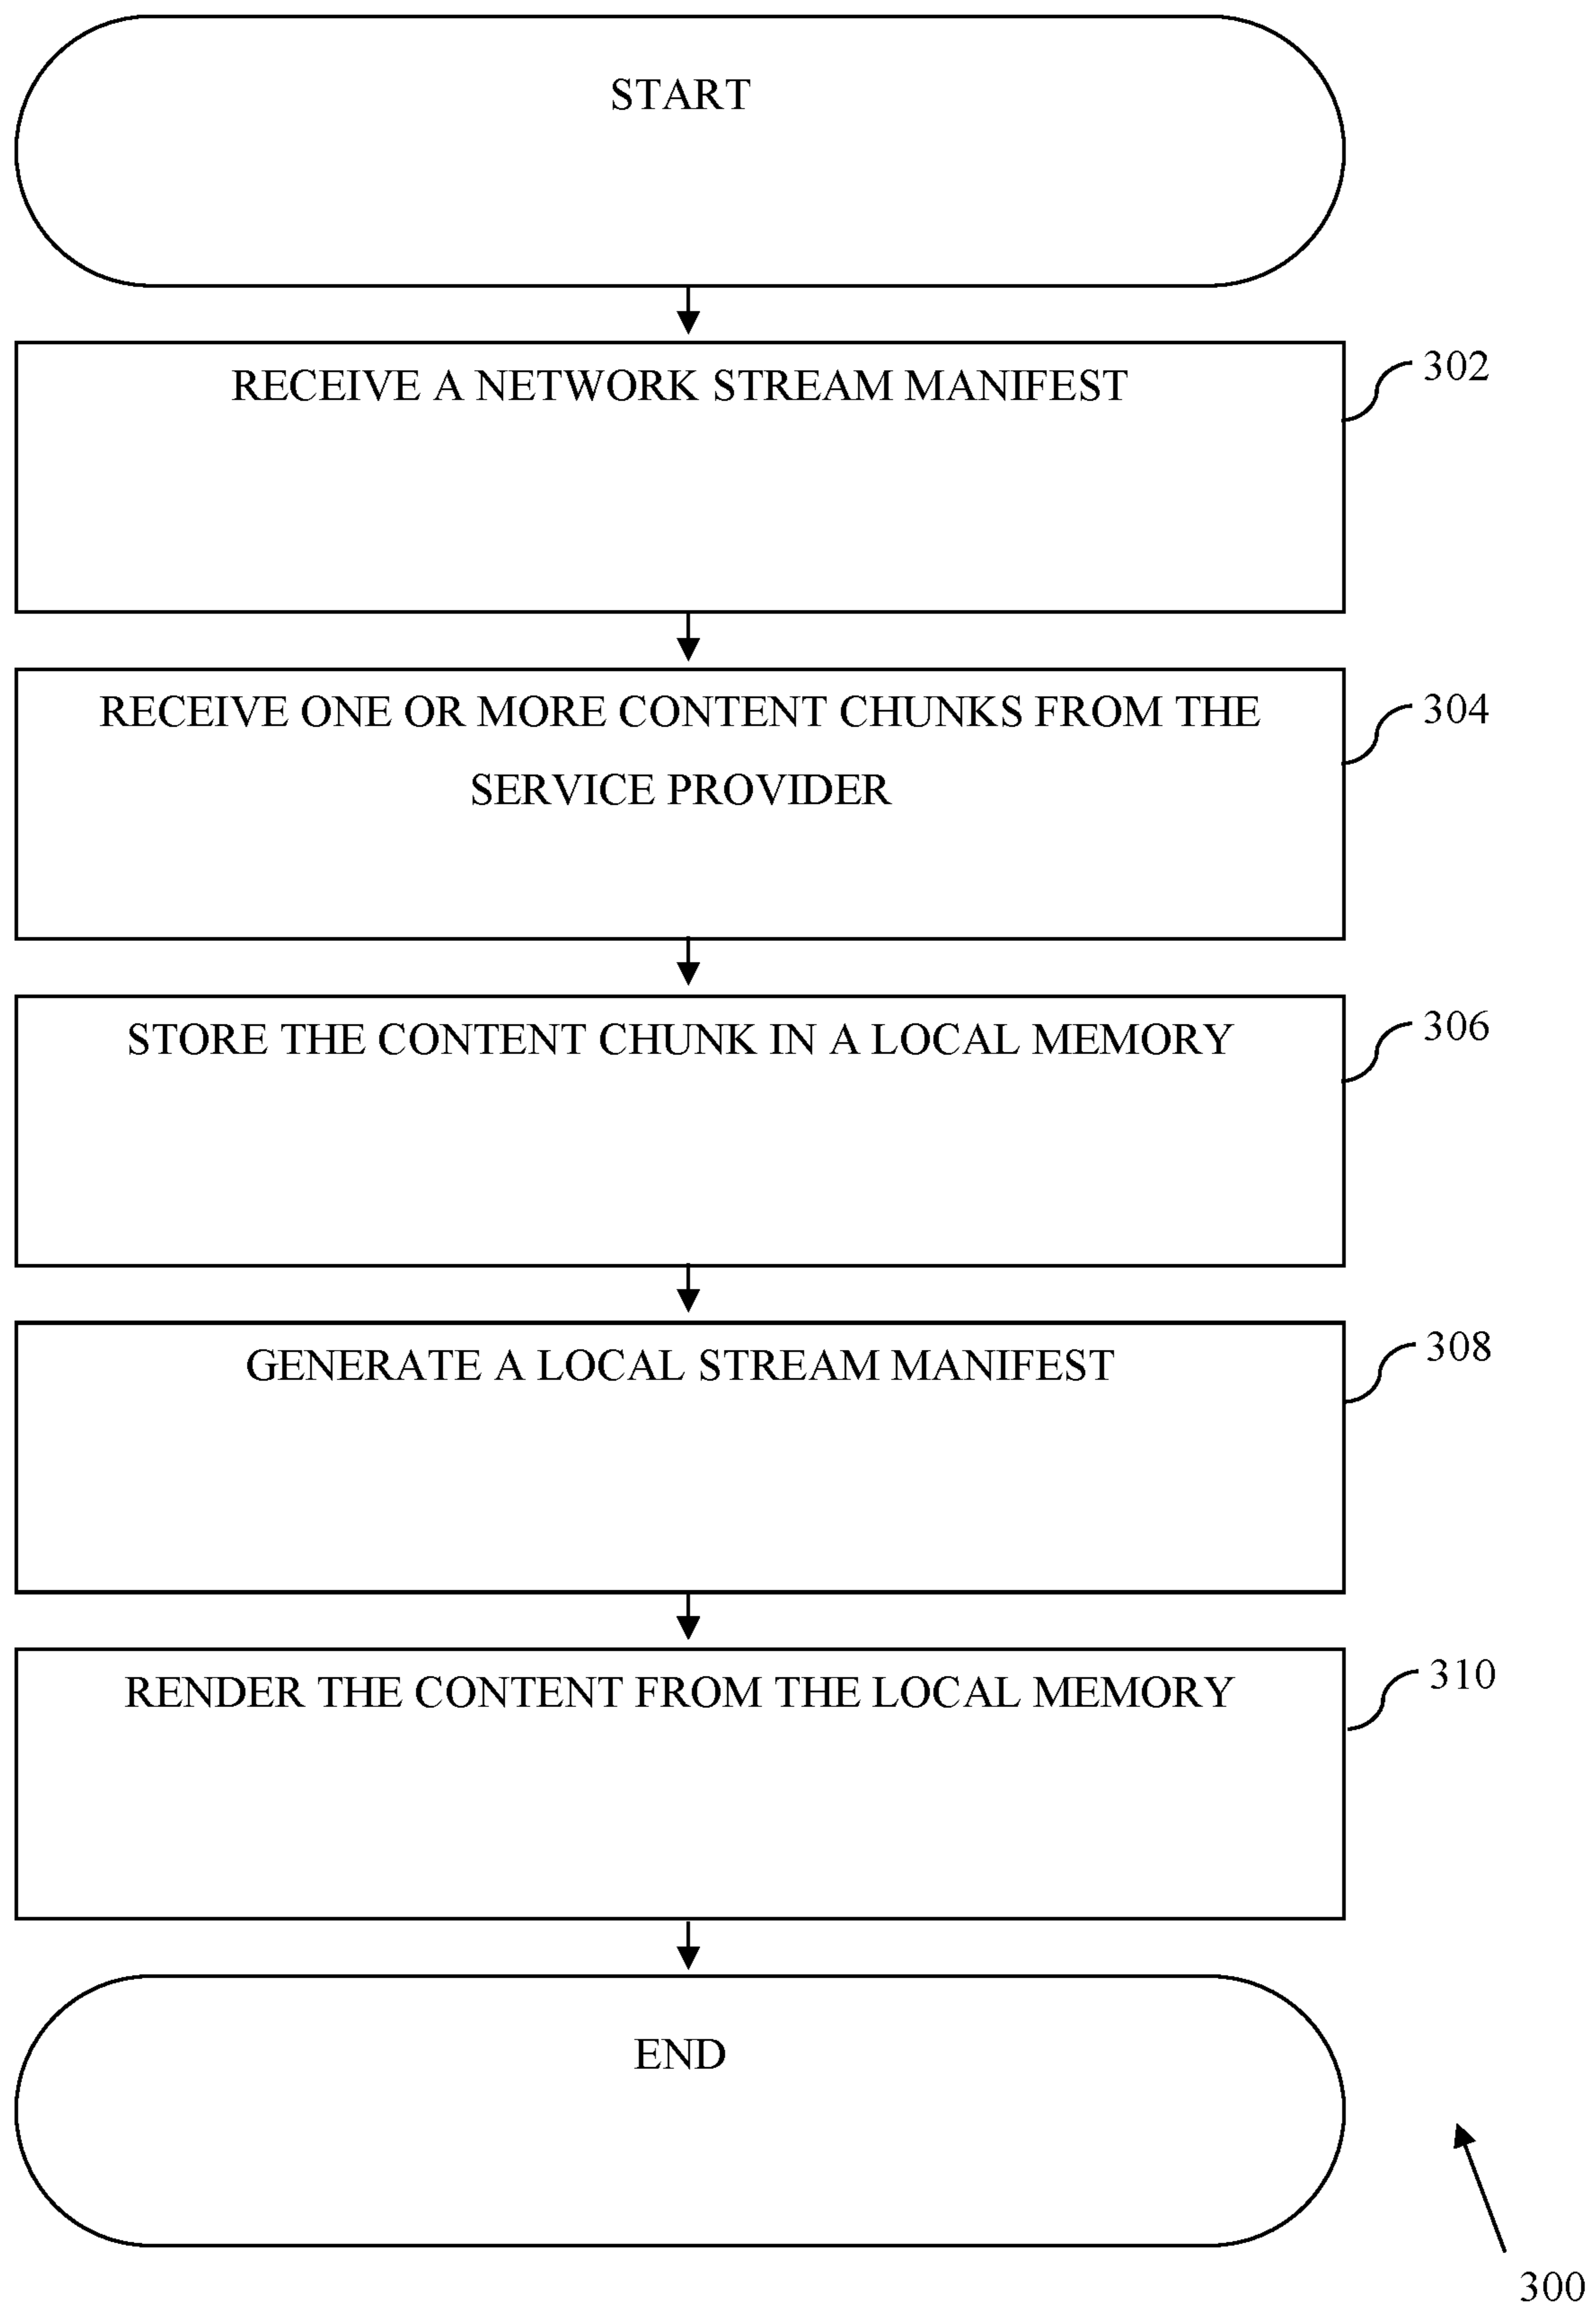 START
RECEIVE A NETWORK STREAM MANIFEST
302
RECEIVE ONE OR MORE CONTENT CHUNKS FROM THE
SERVICE PROVIDER
304
STORE THE CONTENT CHUNK IN A LOCAL MEMORY
306
GENERATE A LOCAL STREAM MANIFEST
308
RENDER THE CONTENT FROM THE LOCAL MEMORY
310
END
300